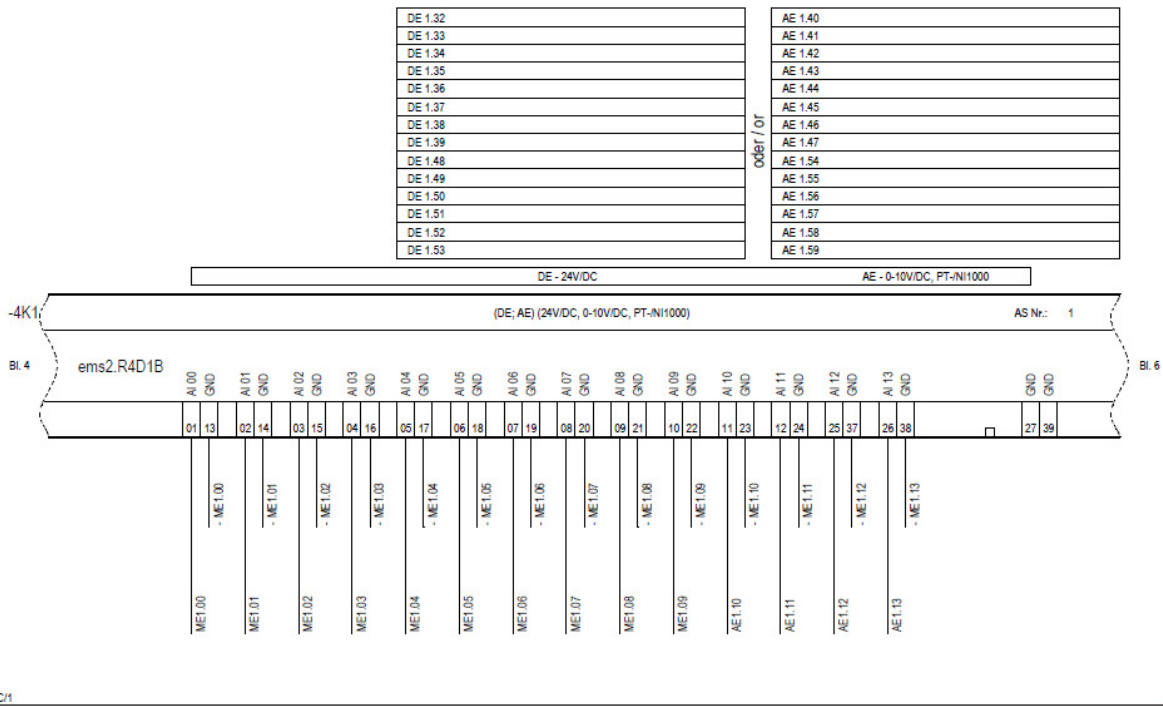 DE 1.32
DE 1.33
DE 1.34
DE 1.35
DE 1.36
DE 1.37
DE 1.38
DE 1.39
DE 1.48
DE 1.49
DE 1.50
DE 1.51
DE 1.52
DE 1.53
oder / or
AE 1.40
AE 1.41
AE 1.42
AE 1.43
AE 1.44
AE 1.45
AE 1.46
AE 1.47
AE 1.54
AE 1.55
AE 1.56
AE 1.57
AE 1.58
AE 1.59
DE - 24V/DC AE - 0-10V/DC, PT-/NI1000
-4K1 (DE; AE) (24V/DC, 0-10V/DC, PT-/NI1000) AS Nr.: 1
Bl. 4 ems2.R4D1B Bl. 6
AI 00 GND AI 01 GND AI 02 GND AI 03 GND AI 04 GND AI 05 GND AI 06 GND AI 07 GND AI 08 GND AI 09 GND AI 10 GND AI 11 GND AI 12 GND AI 13 GND GND GND
01 13 02 14 03 15 04 16 05 17 06 18 07 19 08 20 09 21 10 22 11 23 12 24 25 37 26 38 27 39
- ME1.00 - ME1.01 - ME1.02 - ME1.03 - ME1.04 - ME1.05 - ME1.06 - ME1.07 - ME1.08 - ME1.09 - ME1.10 - ME1.11 - ME1.12 - ME1.13
ME1.00 ME1.01 ME1.02 ME1.03 ME1.04 ME1.05 ME1.06 ME1.07 ME1.08 ME1.09 AE1.10 AE1.11 AE1.12 AE1.13
C/1